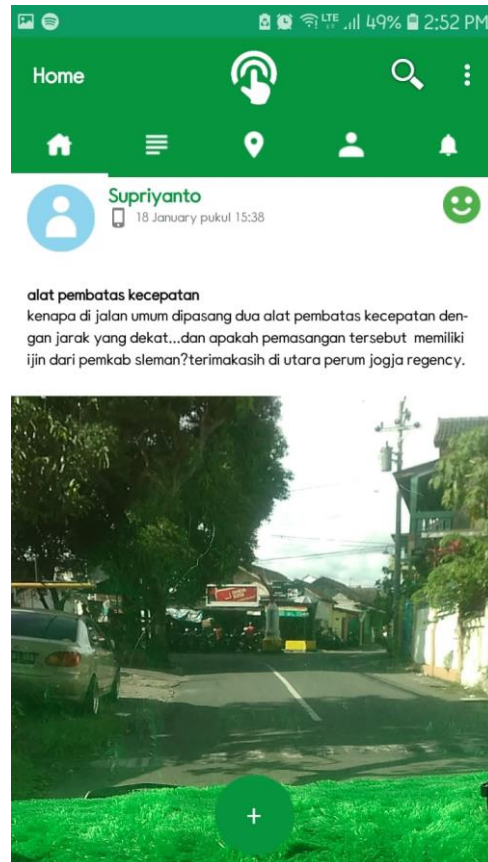 LTE 49% 2:52 PM
Home
Supriyanto
18 January pukul 15:38
alat pembatas kecepatan
kenapa di jalan umum dipasang dua alat pembatas kecepatan den-
gan jarak yang dekat...dan apakah pemasangan tersebut memiliki
ijin dari pemkab sleman?terimakasih di utara perum jogja regency.
+